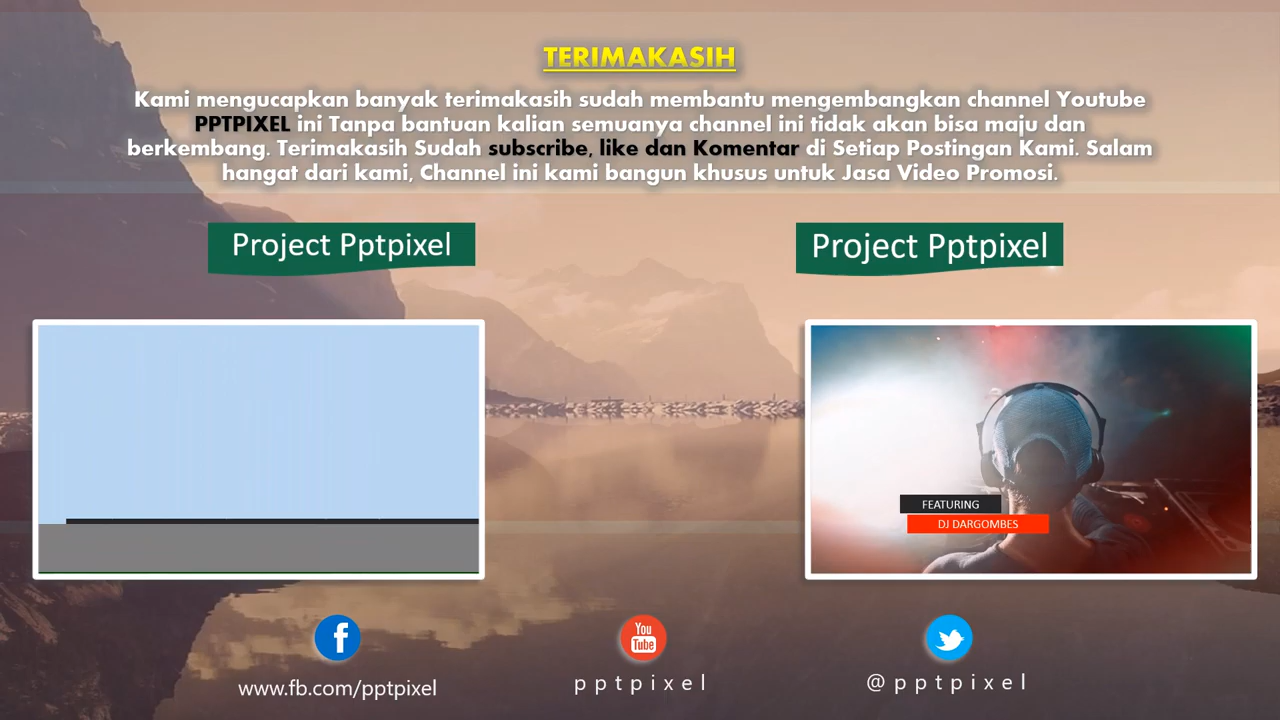 TERIMAKASIH
Kami mengucapkan banyak terimakasih sudah membantu mengembangkan channel Youtube
PPTPIXEL ini Tanpa bantuan kalian semuanya channel ini tidak akan bisa maju dan
berkembang. Terimakasih Sudah subscribe, like dan Komentar di Setiap Postingan Kami. Salam
hangat dari kami, Channel ini kami bangun khusus untuk Jasa Video Promosi.
Project Pptpixel
Project Pptpixel
FEATURING
DJ DARGOMBES
f
You
Tube
www.fb.com/pptpixel
pptpixel
@pptpixel